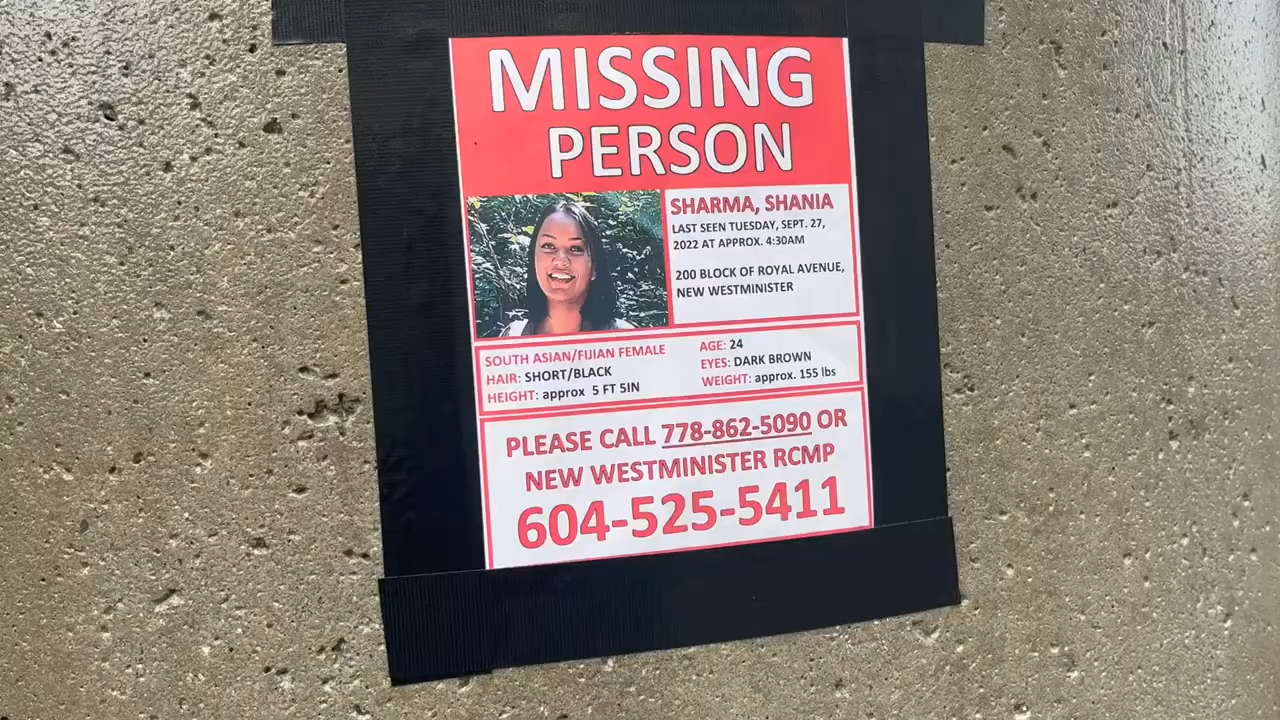 MISSING
PERSON
SHARMA, SHANIA
LAST SEEN TUESDAY, SEPT. 27,
2022 AT APPROX. 4:30AM
200 BLOCK OF ROYAL AVENUE,
NEW WESTMINISTER
SOUTH ASIAN/FIJIAN FEMALE
HAIR: SHORT/BLACK
HEIGHT: approx 5 FT 5IN
AGE: 24
EYES: DARK BROWN
WEIGHT: approx. 155 lbs
PLEASE CALL 778-862-5090 OR
NEW WESTMINISTER RCMP
604-525-5411